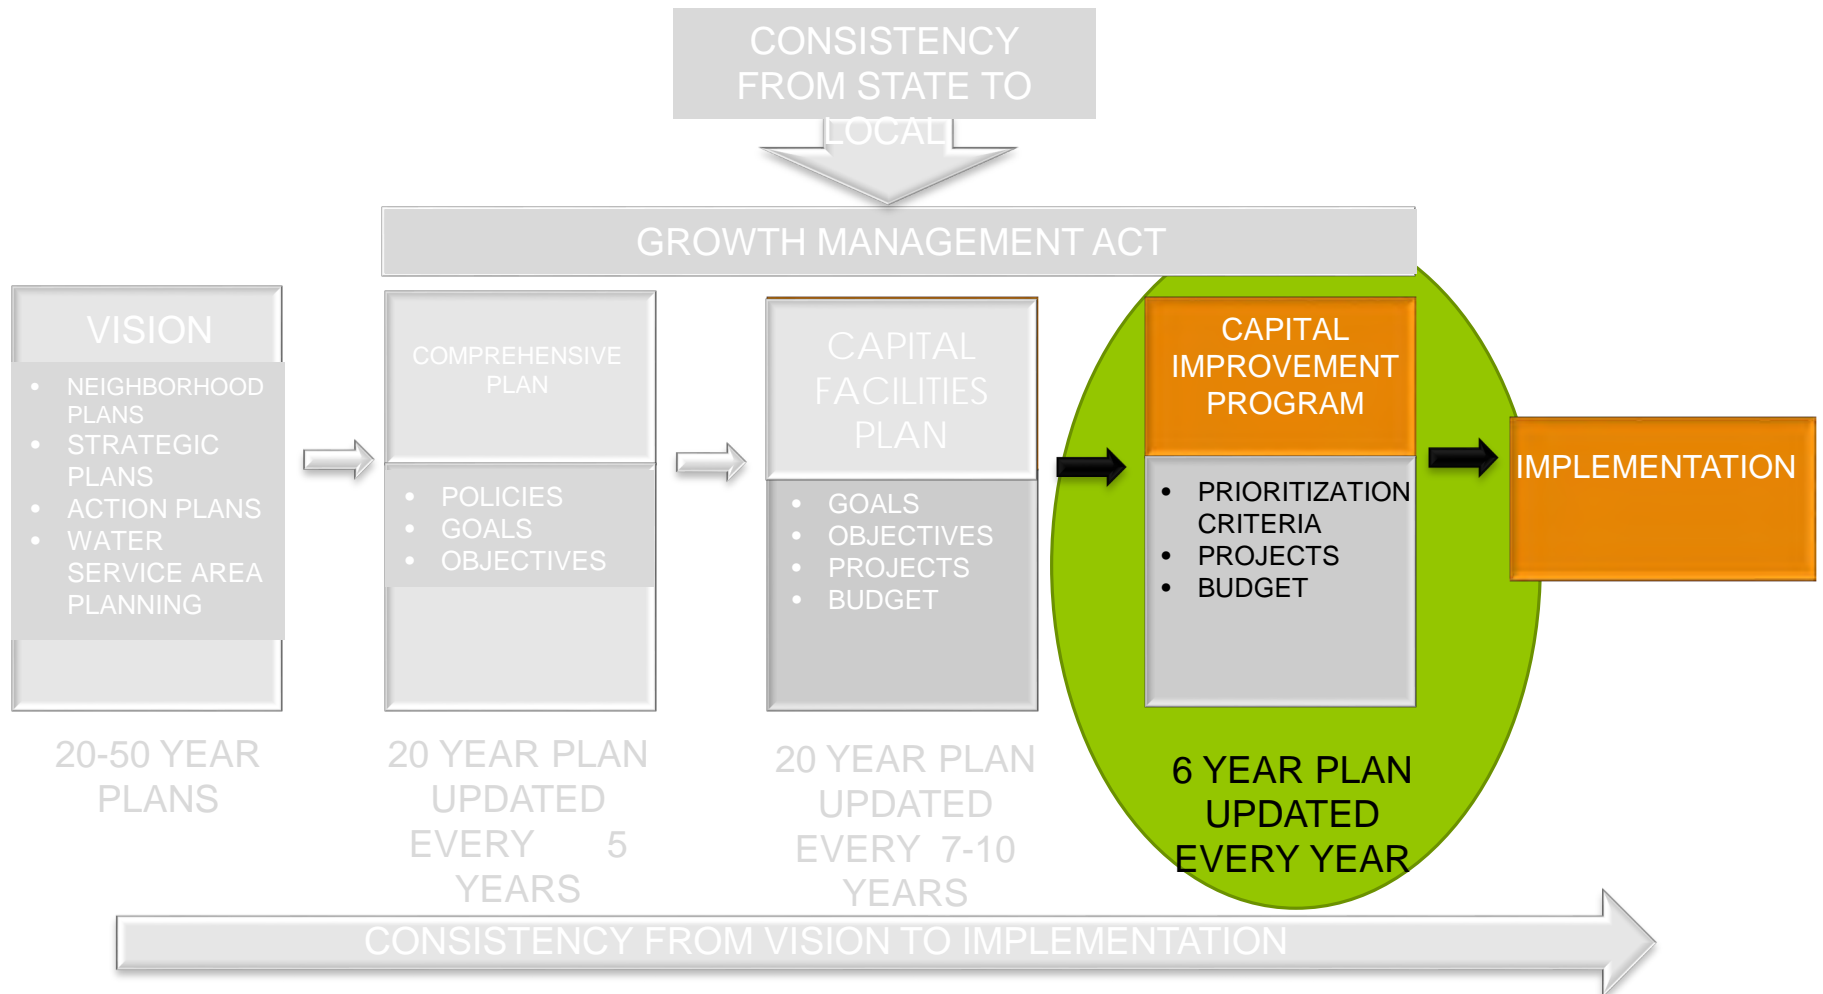 CONSISTENCY
FROM STATE TO
LOCAL
GROWTH MANAGEMENT ACT
VISION
• NEIGHBORHOOD
PLANS
• STRATEGIC
PLANS
• ACTION PLANS
• WATER
SERVICE AREA
PLANNING
20-50 YEAR
PLANS
COMPREHENSIVE
PLAN
• POLICIES
• GOALS
• OBJECTIVES
20 YEAR PLAN
UPDATED
EVERY 5
YEARS
CAPITAL
FACILITIES
PLAN
• GOALS
• OBJECTIVES
• PROJECTS
• BUDGET
20 YEAR PLAN
UPDATED
EVERY 7-10
YEARS
CAPITAL
IMPROVEMENT
PROGRAM
• PRIORITIZATION
CRITERIA
• PROJECTS
• BUDGET
6 YEAR PLAN
UPDATED
EVERY YEAR
IMPLEMENTATION
CONSISTENCY FROM VISION TO IMPLEMENTATION